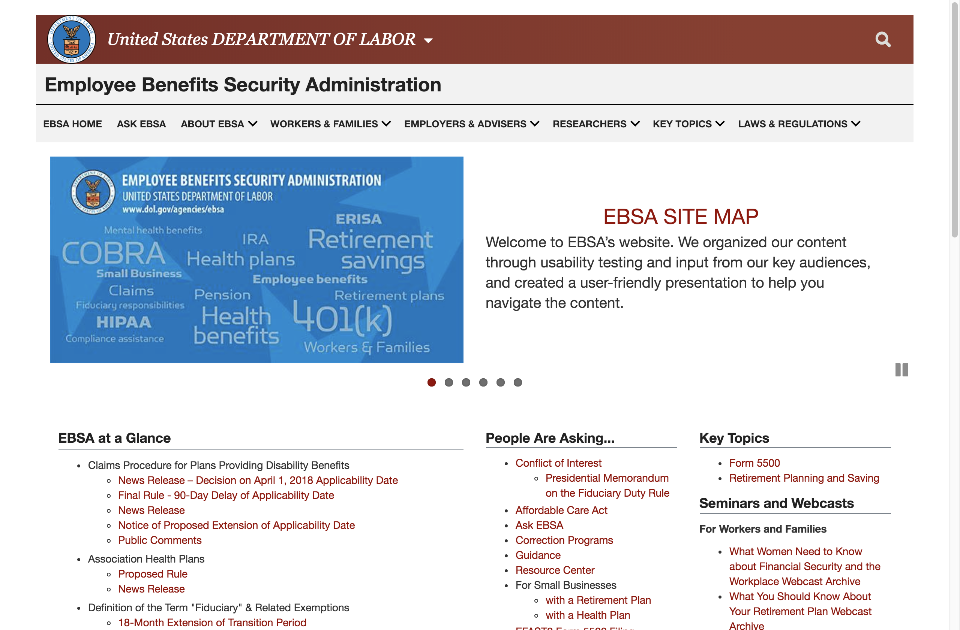 United States DEPARTMENT OF LABOR
Employee Benefits Security Administration
EBSA HOME ASK EBSA ABOUT EBSA WORKERS & FAMILIES EMPLOYERS & ADVISERS RESEARCHERS KEY TOPICS LAWS & REGULATIONS
EMPLOYEE BENEFITS SECURITY ADMINISTRATION
UNITED STATES DEPARTMENT OF LABOR
www.dol.gov/agencies/ebsa
ERISA
Mental health benefits
IRA
Retirement
savings
COBRA
Health plans
Small Business
Employee benefits
Claims
Pension
Retirement plans
Fiduciary responsibilities
Health
benefits
401(k)
HIPAA
Compliance assistance
Workers & Families
EBSA SITE MAP
Welcome to EBSA's website. We organized our content
through usability testing and input from our key audiences,
and created a user-friendly presentation to help you
navigate the content.
EBSA at a Glance
Claims Procedure for Plans Providing Disability Benefits
News Release – Decision on April 1, 2018 Applicability Date
Final Rule - 90-Day Delay of Applicability Date
News Release
Notice of Proposed Extension of Applicability Date
Public Comments
Association Health Plans
Proposed Rule
News Release
Definition of the Term "Fiduciary" & Related Exemptions
18-Month Extension of Transition Period
People Are Asking...
Conflict of Interest
Presidential Memorandum
on the Fiduciary Duty Rule
Affordable Care Act
Ask EBSA
Correction Programs
Guidance
Resource Center
For Small Businesses
with a Retirement Plan
with a Health Plan
Key Topics
Form 5500
Retirement Planning and Saving
Seminars and Webcasts
For Workers and Families
What Women Need to Know
about Financial Security and the
Workplace Webcast Archive
What You Should Know About
Your Retirement Plan Webcast
Archive